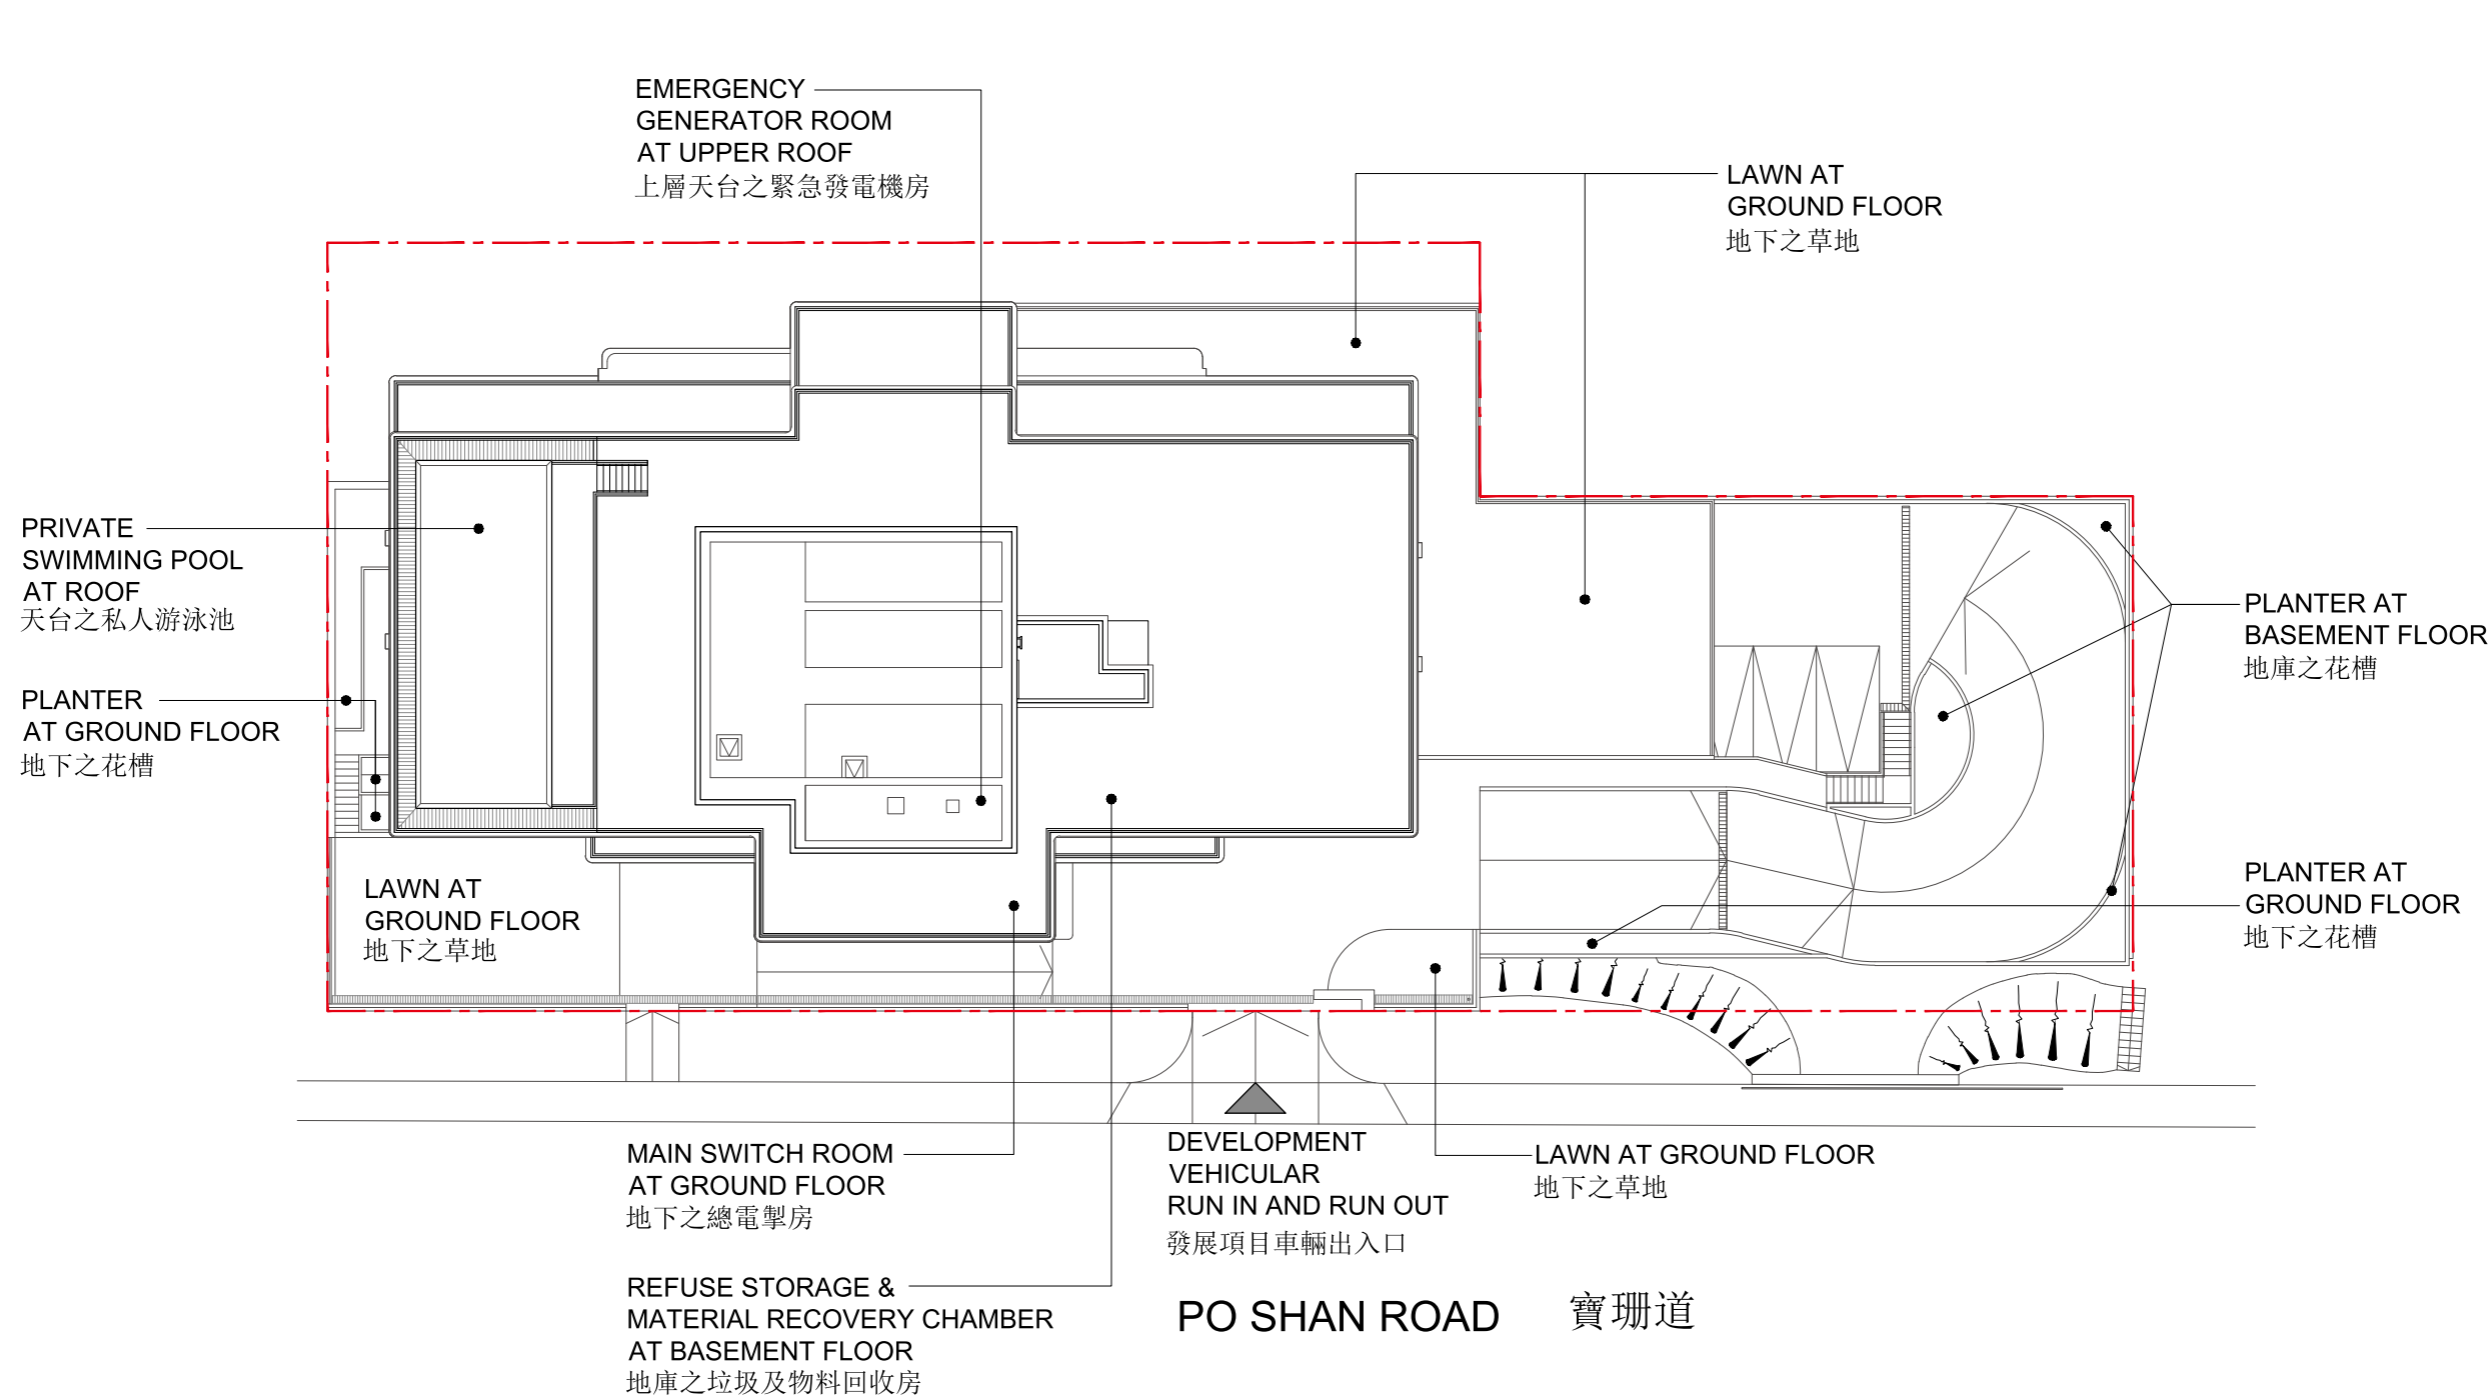 EMERGENCY
GENERATOR ROOM
AT UPPER ROOF
上層天台之緊急發電機房
LAWN AT
GROUND FLOOR
地下之草地
PRIVATE
SWIMMING POOL
AT ROOF
天台之私人游泳池
PLANTER
AT GROUND FLOOR
地下之花槽
PLANTER AT
BASEMENT FLOOR
地庫之花槽
LAWN AT
GROUND FLOOR
地下之草地
PLANTER AT
GROUND FLOOR
地下之花槽
MAIN SWITCH ROOM
AT GROUND FLOOR
地下之總電掣房
DEVELOPMENT
VEHICULAR
RUN IN AND RUN OUT
發展項目車輛出入口
LAWN AT GROUND FLOOR
地下之草地
REFUSE STORAGE &
MATERIAL RECOVERY CHAMBER
AT BASEMENT FLOOR
地庫之垃圾及物料回收房
PO SHAN ROAD 寶珊道